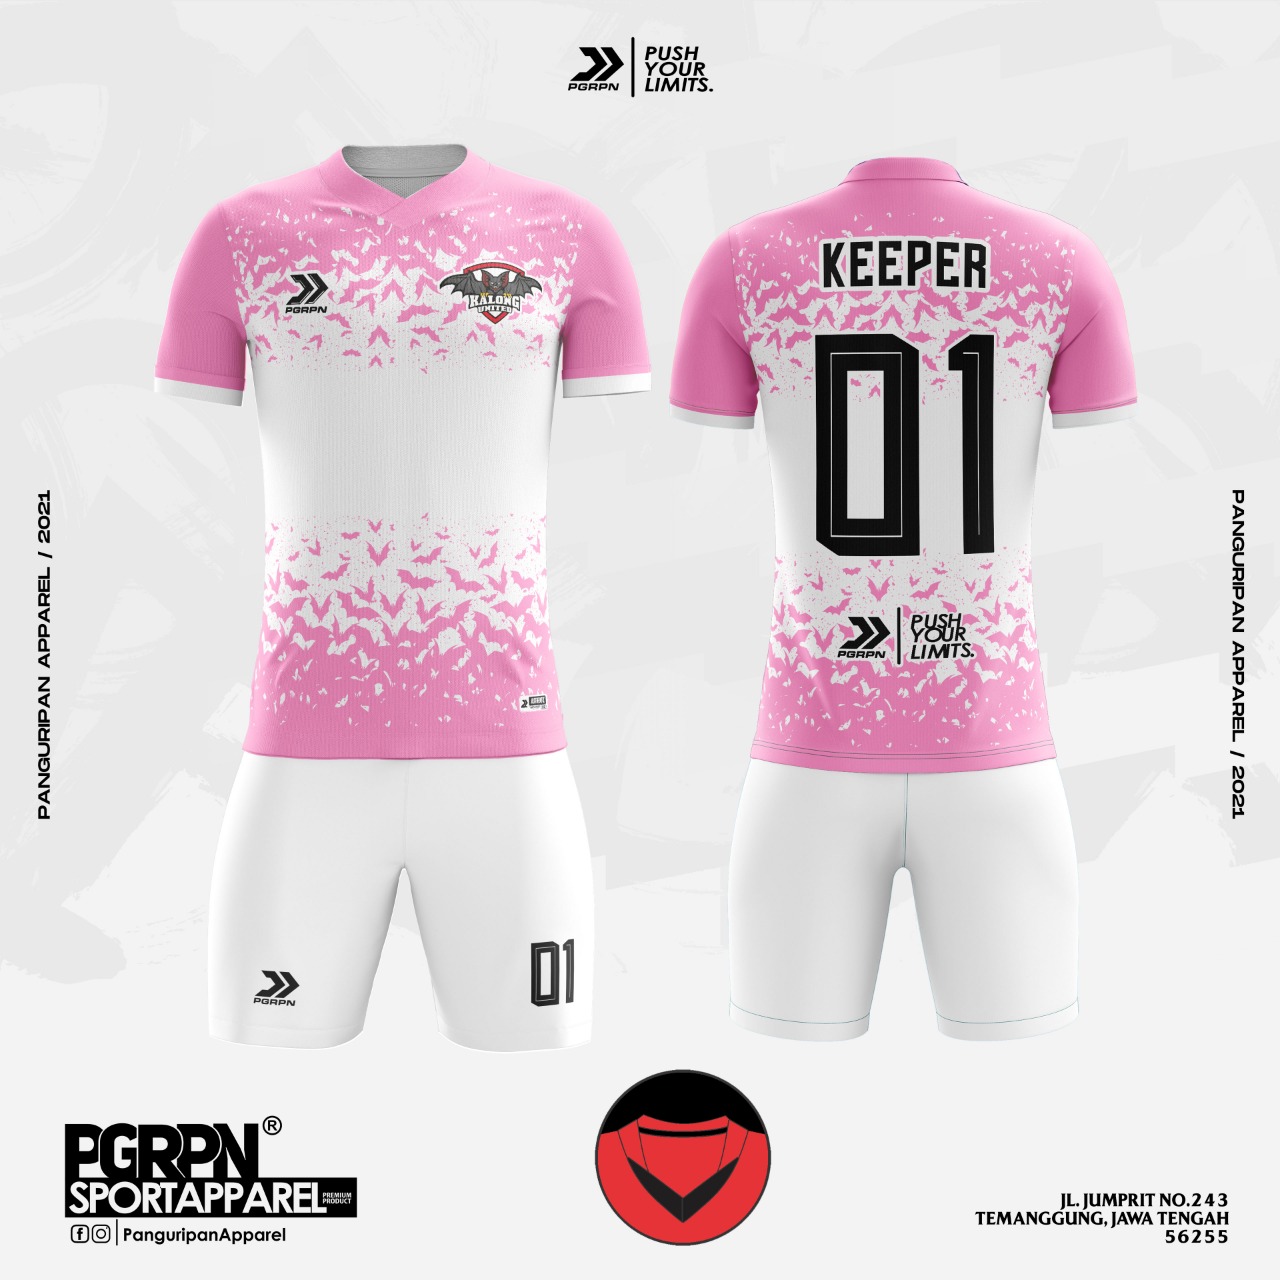 PGRPN
PUSH
YOUR
LIMITS.
PGRPN
KALONG
UNITED
KEEPER
01
PGRPN
PUSH
YOUR
LIMITS.
PGRPN
01
PANGURIPAN APPAREL / 2021
PANGURIPAN APPAREL / 2021
PGRPN®
SPORTAPPAREL PREMIUM
PRODUCT
PanguripanApparel
JL. JUMPRIT NO.243
TEMANGGUNG, JAWA TENGAH
56255